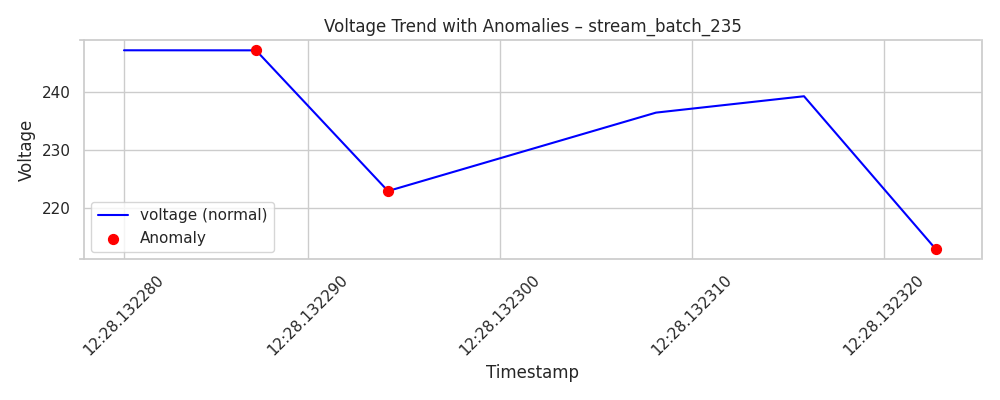 Voltage Trend with Anomalies – stream_batch_235
Voltage
240
230
220
voltage (normal)
Anomaly
12:28.132280
12:28.132290
12:28.132300
12:28.132310
12:28.132320
Timestamp